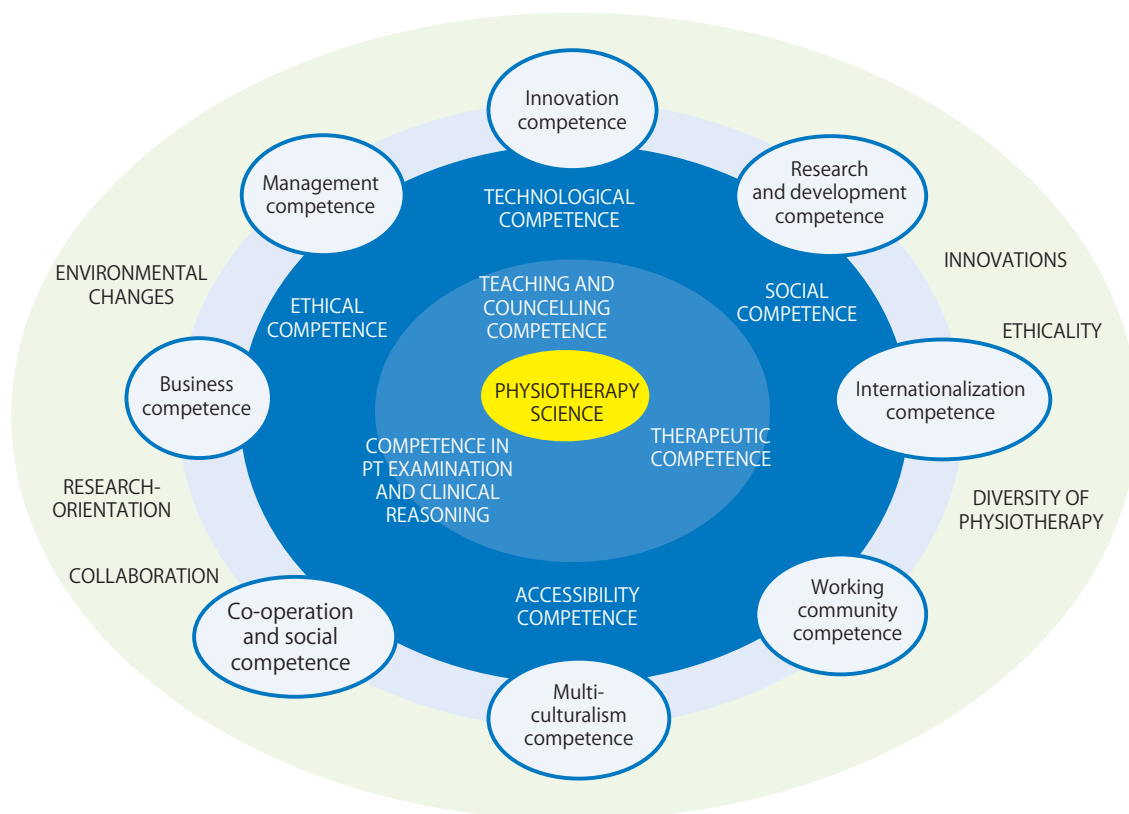 Innovation
competence
Management
competence
Research
and development
competence
TECHNOLOGICAL
COMPETENCE
INNOVATIONS
ENVIRONMENTAL
CHANGES
TEACHING AND
COUNCELLING
COMPETENCE
SOCIAL
COMPETENCE
ETHICAL
COMPETENCE
ETHICALITY
Business
competence
PHYSIOTHERAPY
SCIENCE
Internationalization
competence
THERAPEUTIC
COMPETENCE
COMPETENCE IN
PT EXAMINATION
AND CLINICAL
REASONING
RESEARCH-
ORIENTATION
DIVERSITY OF
PHYSIOTHERAPY
COLLABORATION
ACCESSIBILITY
COMPETENCE
Working
community
competence
Co-operation
and social
competence
Multi-
culturalism
competence